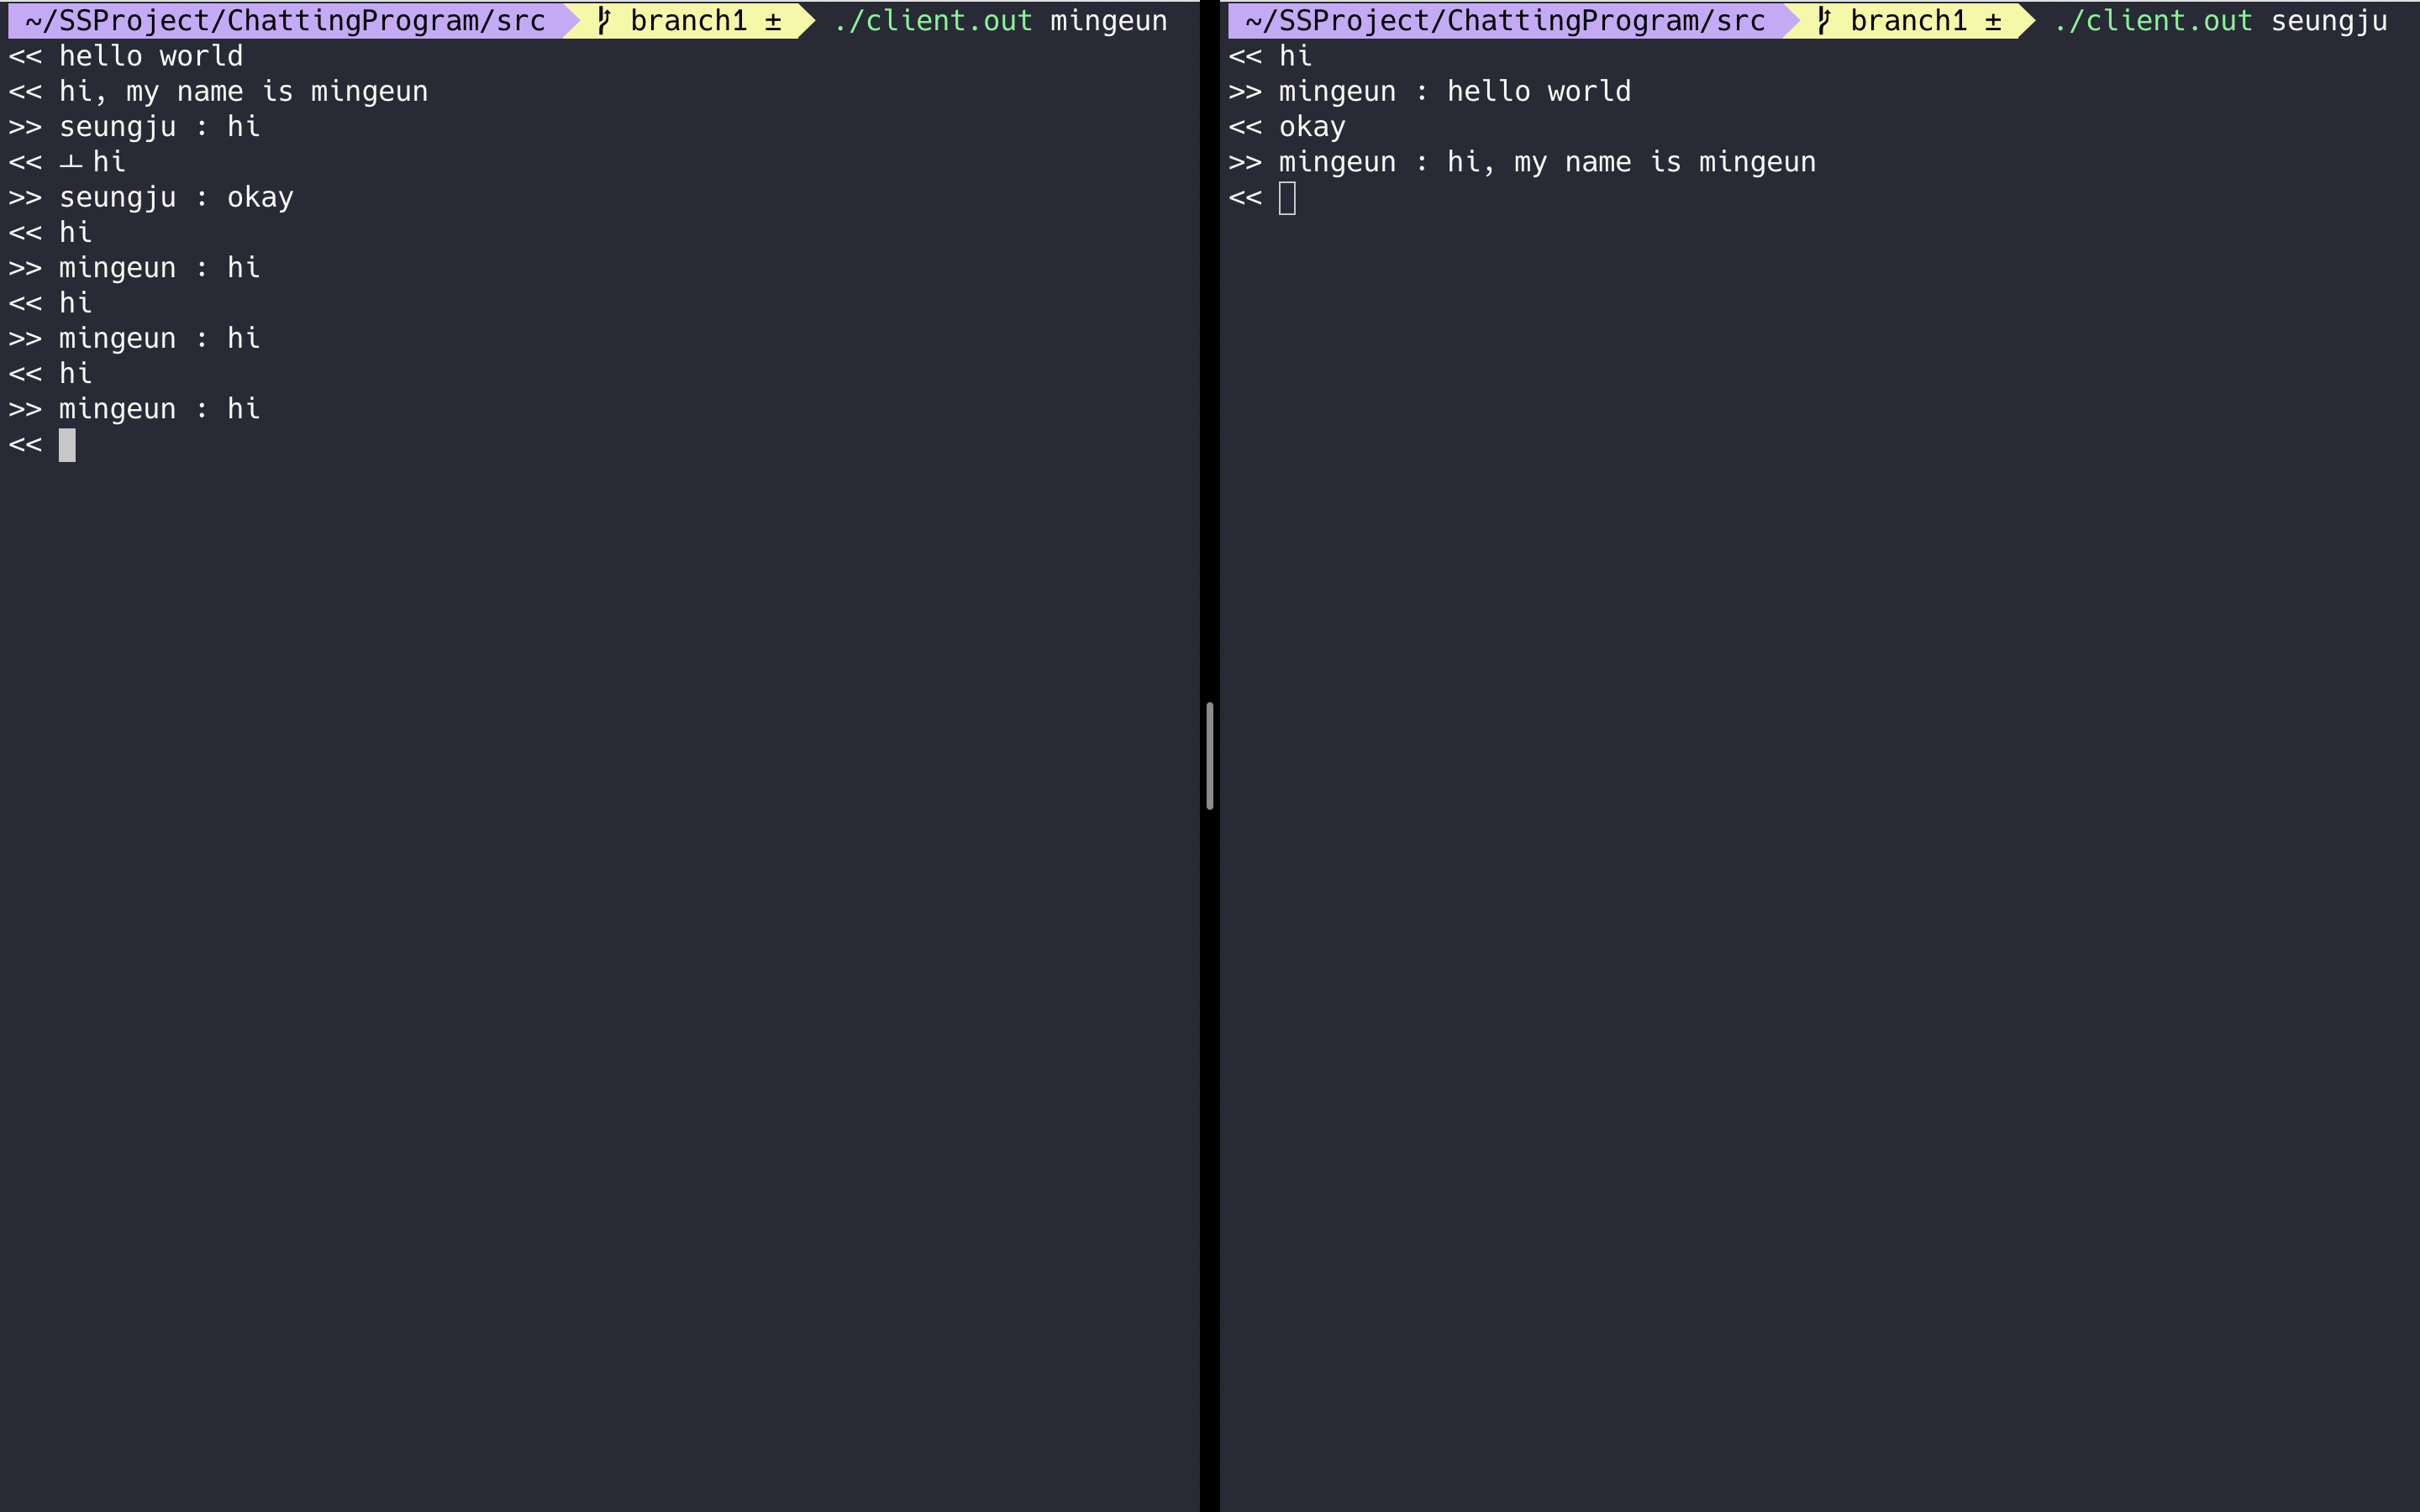 ~/SSProject/ChattingProgram/src branch1 ± ./client.out mingeun
<< hello world
<< hi, my name is mingeun
>> seungju : hi
<< ㅗhi
>> seungju : okay
<< hi
>> mingeun : hi
<< hi
>> mingeun : hi
<< hi
>> mingeun : hi
<<
~/SSProject/ChattingProgram/src branch1 ± ./client.out seungju
<< hi
>> mingeun : hello world
<< okay
>> mingeun : hi, my name is mingeun
<<